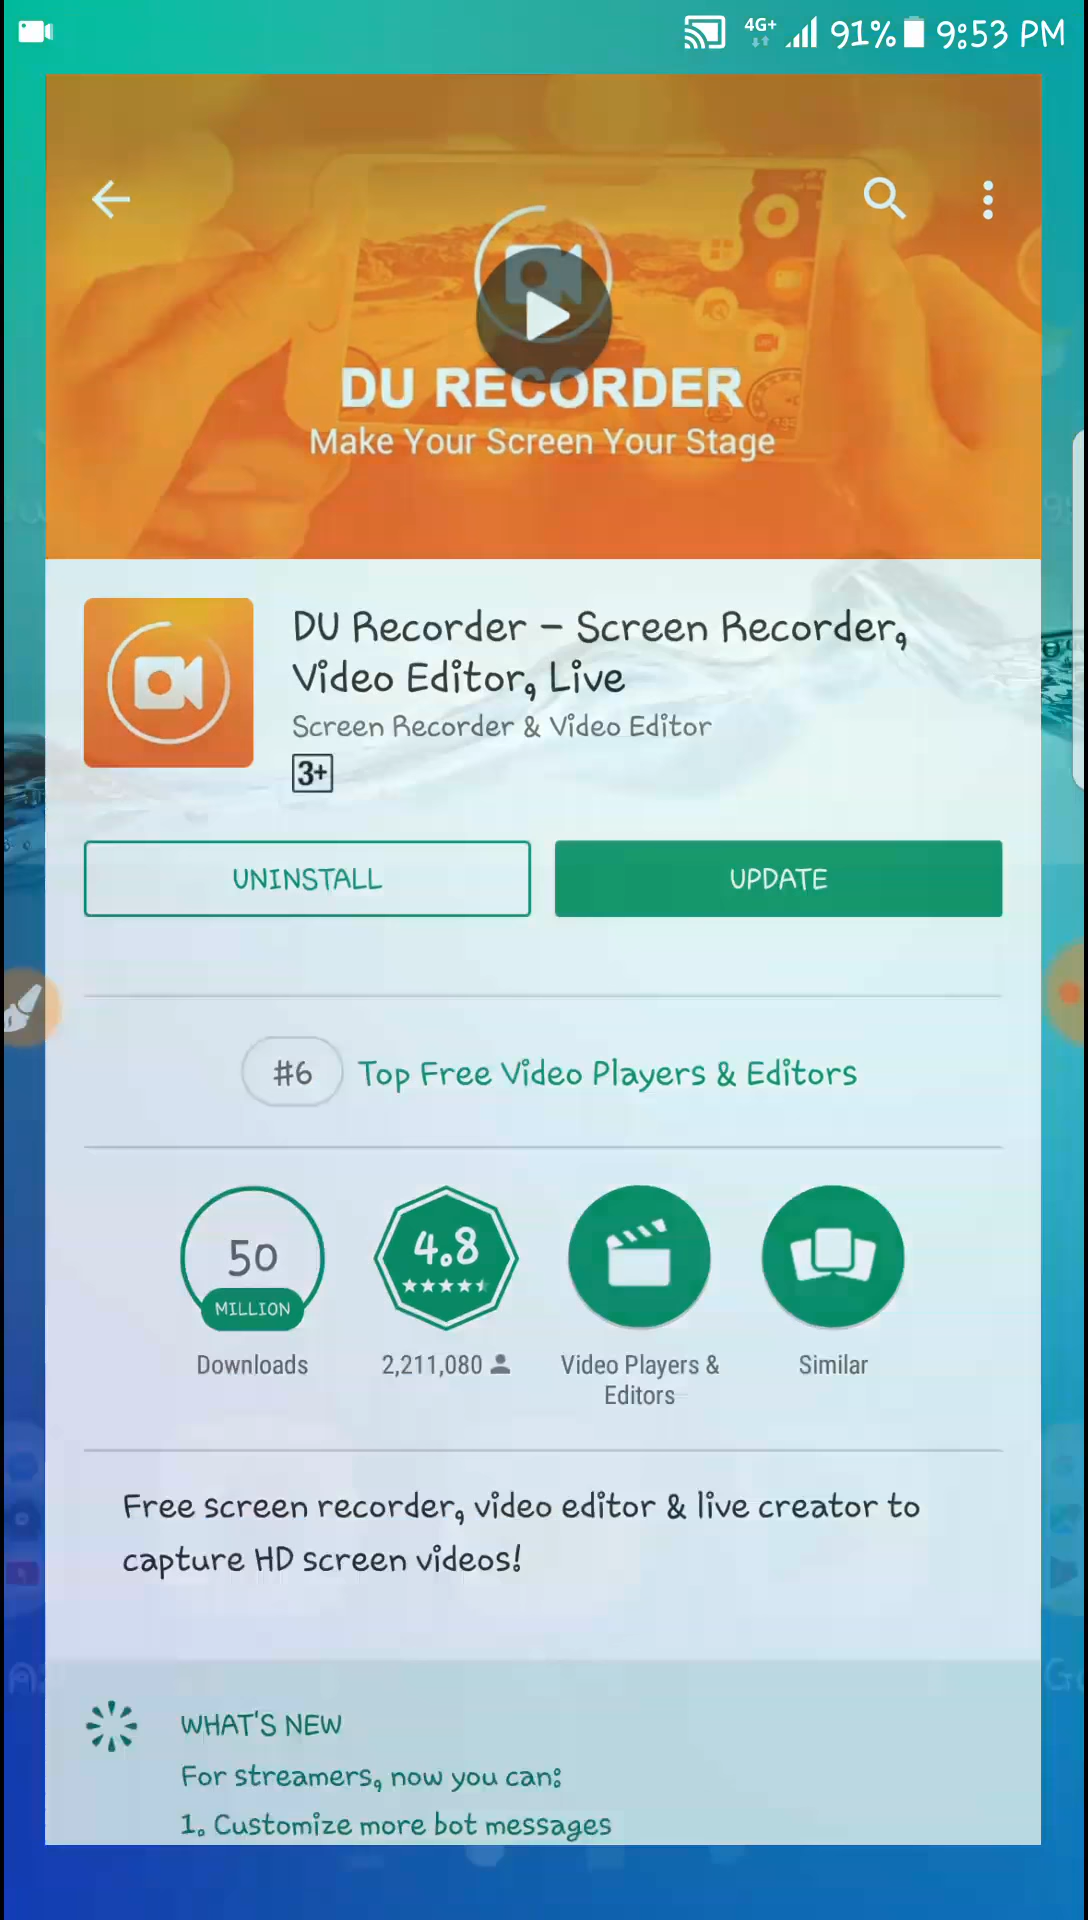 4G+ 91% 9:53 PM
DU RECORDER
Make Your Screen Your Stage
DU Recorder – Screen Recorder,
Video Editor, Live
Screen Recorder & Video Editor
3+
UNINSTALL UPDATE
#6 Top Free Video Players & Editors
50 4.8
MILLION
Downloads 2,211,080 Video Players & Similar
Editors
Free screen recorder, video editor & live creator to
capture HD screen videos!
WHAT'S NEW
For streamers, now you can:
1. Customize more bot messages